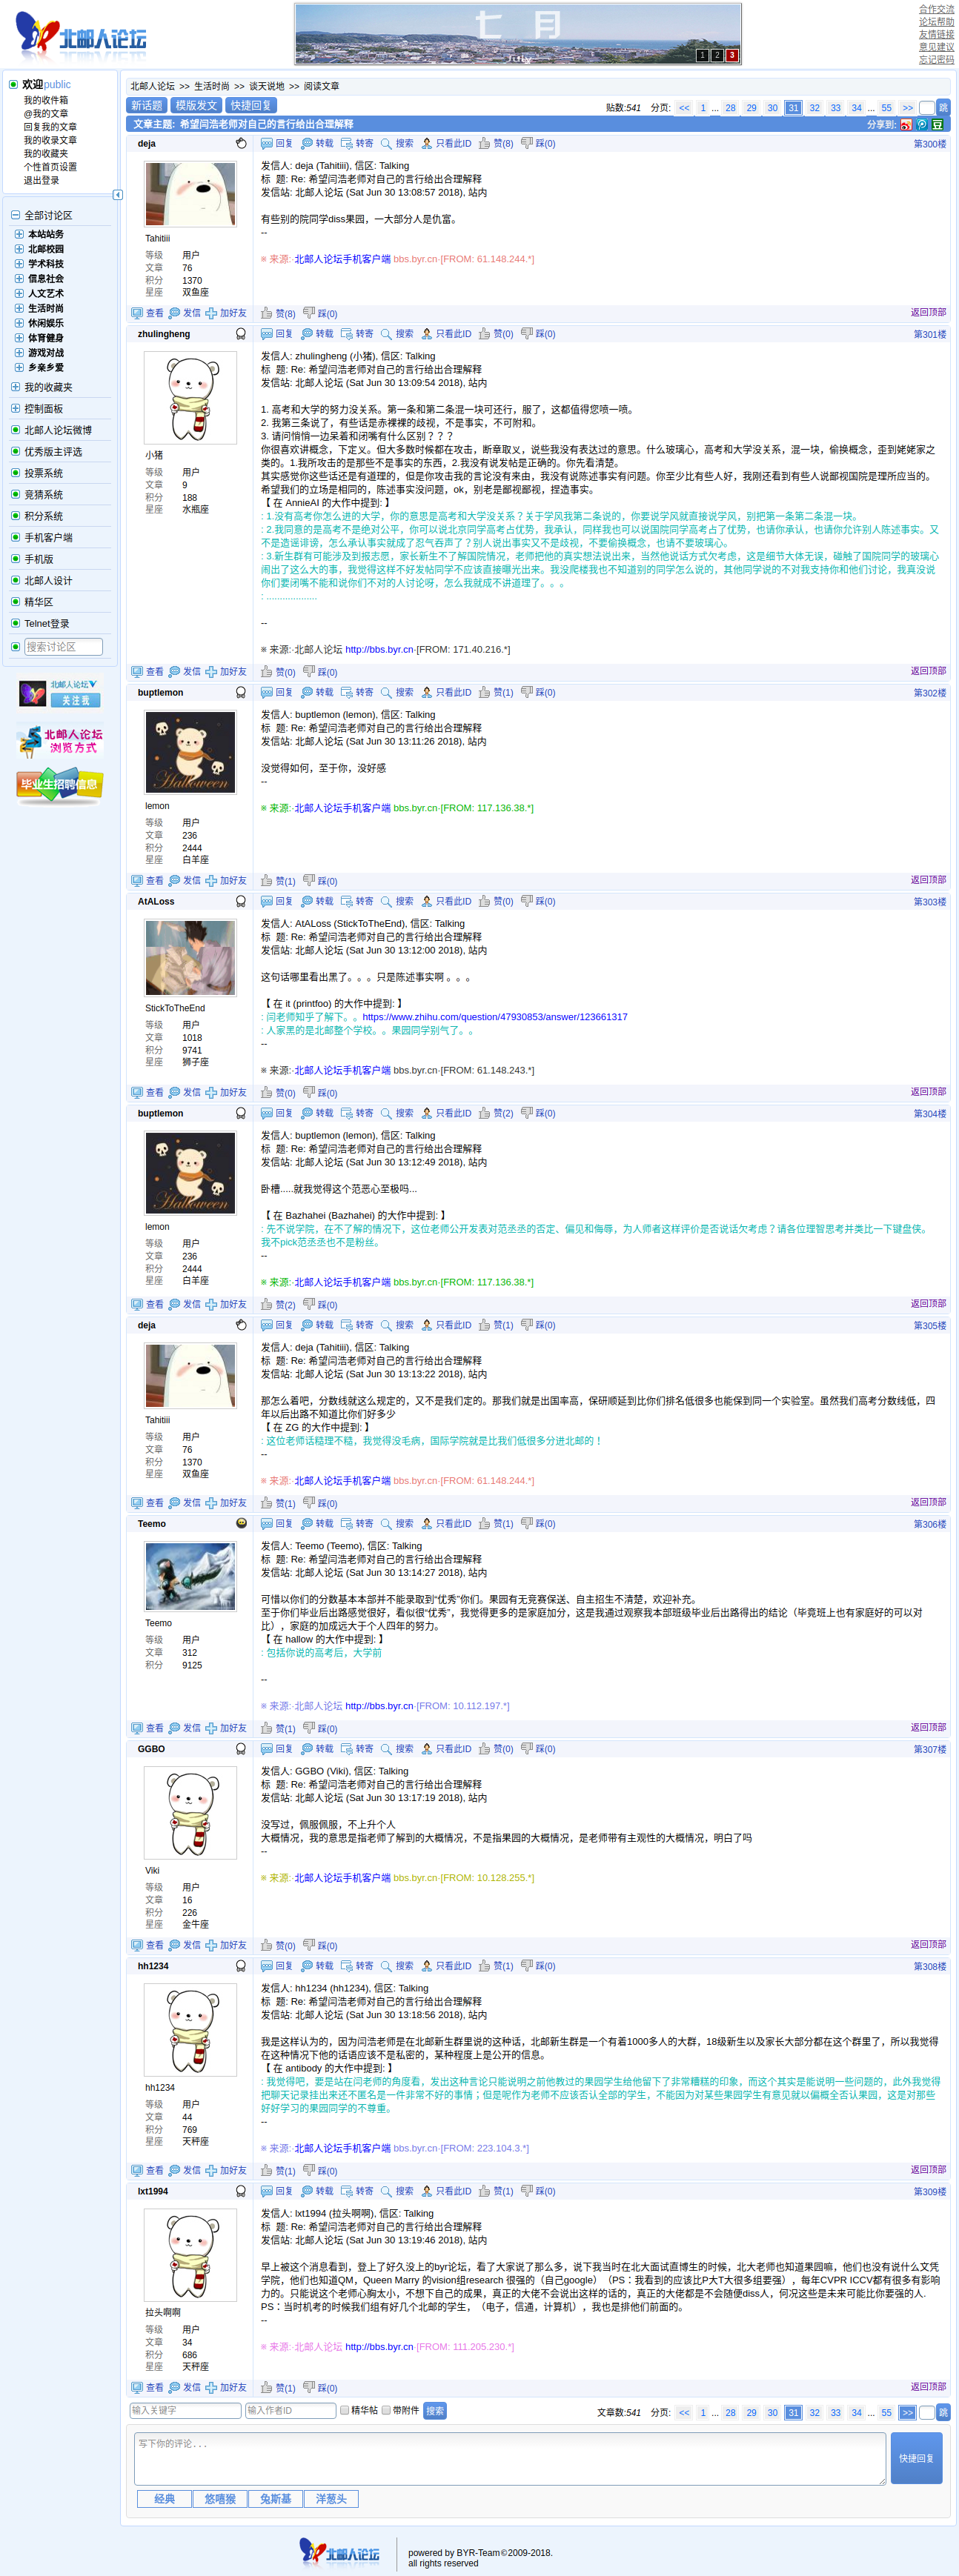 北邮人论坛
七 月
July
1 2 3
合作交流
论坛帮助
友情链接
意见建议
忘记密码
欢迎public
我的收件箱
@我的文章
回复我的文章
我的收录文章
我的收藏夹
个性首页设置
退出登录
全部讨论区
本站站务
北邮校园
学术科技
信息社会
人文艺术
生活时尚
休闲娱乐
体育健身
游戏对战
乡亲乡爱
我的收藏夹
控制面板
北邮人论坛微博
优秀版主评选
投票系统
竞猜系统
积分系统
手机客户端
手机版
北邮人设计
精华区
Telnet登录
搜索讨论区
北邮人论坛
关注我
北邮人论坛
浏览方式
毕业生招聘信息
北邮人论坛 >> 生活时尚 >> 谈天说地 >> 阅读文章
新话题 模版发文 快捷回复
贴数:541 分页: << 1 ... 28 29 30 31 32 33 34 ... 55 >> 跳
文章主题: 希望闫浩老师对自己的言行给出合理解释
分享到:
deja
回复 转载 转寄 搜索 只看此ID 赞(8) 踩(0)
第300楼
Tahitiii
等级 用户
文章 76
积分 1370
星座 双鱼座
发信人: deja (Tahitiii), 信区: Talking
标 题: Re: 希望闫浩老师对自己的言行给出合理解释
发信站: 北邮人论坛 (Sat Jun 30 13:08:57 2018), 站内
有些别的院同学diss果园，一大部分人是仇富。
--
※ 来源:·北邮人论坛手机客户端 bbs.byr.cn·[FROM: 61.148.244.*]
查看 发信 加好友
赞(8) 踩(0)
返回顶部
zhulingheng
回复 转载 转寄 搜索 只看此ID 赞(0) 踩(0)
第301楼
小猪
等级 用户
文章 9
积分 188
星座 水瓶座
发信人: zhulingheng (小猪), 信区: Talking
标 题: Re: 希望闫浩老师对自己的言行给出合理解释
发信站: 北邮人论坛 (Sat Jun 30 13:09:54 2018), 站内
1. 高考和大学的努力没关系。第一条和第二条混一块可还行，服了，这都值得您喷一喷。
2. 我第三条说了，有些话是赤裸裸的歧视，不是事实，不可附和。
3. 请问悄悄一边呆着和闭嘴有什么区别？？？
你很喜欢讲概念，下定义。但大多数时候都在攻击，断章取义，说些我没有表达过的意思。什么玻璃心，高考和大学没关系，混一块，偷换概念，歪到姥姥家之类的。1.我所攻击的是那些不是事实的东西，2.我没有说发帖是正确的。你先看清楚。
其实感觉你这些话还是有道理的，但是你攻击我的言论没有来由，我没有说陈述事实有问题。你至少比有些人好，我刚还看到有些人说鄙视国院是理所应当的。希望我们的立场是相同的，陈述事实没问题，ok，别老是鄙视鄙视，捏造事实。
【 在 AnnieAI 的大作中提到: 】
: 1.没有高考你怎么进的大学，你的意思是高考和大学没关系？关于学风我第二条说的，你要说学风就直接说学风，别把第一条第二条混一块。
: 2.我同意的是高考不是绝对公平，你可以说北京同学高考占优势，我承认，同样我也可以说国院同学高考占了优势，也请你承认，也请你允许别人陈述事实。又不是造谣诽谤，怎么承认事实就成了忍气吞声了？别人说出事实又不是歧视，不要偷换概念，也请不要玻璃心。
: 3.新生群有可能涉及到报志愿，家长新生不了解国院情况，老师把他的真实想法说出来，当然他说话方式欠考虑，这是细节大体无误，碰触了国院同学的玻璃心闹出了这么大的事，我觉得这样不好发帖同学不应该直接曝光出来。我没爬楼我也不知道别的同学怎么说的，其他同学说的不对我支持你和他们讨论，我真没说你们要闭嘴不能和说你们不对的人讨论呀，怎么我就成不讲道理了。。。
: ...................
--
※ 来源:·北邮人论坛 http://bbs.byr.cn·[FROM: 171.40.216.*]
查看 发信 加好友
赞(0) 踩(0)
返回顶部
buptlemon
回复 转载 转寄 搜索 只看此ID 赞(1) 踩(0)
第302楼
Halloween
lemon
等级 用户
文章 236
积分 2444
星座 白羊座
发信人: buptlemon (lemon), 信区: Talking
标 题: Re: 希望闫浩老师对自己的言行给出合理解释
发信站: 北邮人论坛 (Sat Jun 30 13:11:26 2018), 站内
没觉得如何，至于你，没好感
--
※ 来源:·北邮人论坛手机客户端 bbs.byr.cn·[FROM: 117.136.38.*]
查看 发信 加好友
赞(1) 踩(0)
返回顶部
AtALoss
回复 转载 转寄 搜索 只看此ID 赞(0) 踩(0)
第303楼
StickToTheEnd
等级 用户
文章 1018
积分 9741
星座 狮子座
发信人: AtALoss (StickToTheEnd), 信区: Talking
标 题: Re: 希望闫浩老师对自己的言行给出合理解释
发信站: 北邮人论坛 (Sat Jun 30 13:12:00 2018), 站内
这句话哪里看出黑了。。。只是陈述事实啊 。。。
【 在 it (printfoo) 的大作中提到: 】
: 闫老师知乎了解下。。https://www.zhihu.com/question/47930853/answer/123661317
: 人家黑的是北邮整个学校。。果园同学别气了。。
--
※ 来源:·北邮人论坛手机客户端 bbs.byr.cn·[FROM: 61.148.243.*]
查看 发信 加好友
赞(0) 踩(0)
返回顶部
buptlemon
回复 转载 转寄 搜索 只看此ID 赞(2) 踩(0)
第304楼
Halloween
lemon
等级 用户
文章 236
积分 2444
星座 白羊座
发信人: buptlemon (lemon), 信区: Talking
标 题: Re: 希望闫浩老师对自己的言行给出合理解释
发信站: 北邮人论坛 (Sat Jun 30 13:12:49 2018), 站内
卧槽.....就我觉得这个范恶心至极吗...
【 在 Bazhahei (Bazhahei) 的大作中提到: 】
: 先不说学院，在不了解的情况下，这位老师公开发表对范丞丞的否定、偏见和侮辱，为人师者这样评价是否说话欠考虑？请各位理智思考并类比一下键盘侠。我不pick范丞丞也不是粉丝。
--
※ 来源:·北邮人论坛手机客户端 bbs.byr.cn·[FROM: 117.136.38.*]
查看 发信 加好友
赞(2) 踩(0)
返回顶部
deja
回复 转载 转寄 搜索 只看此ID 赞(1) 踩(0)
第305楼
Tahitiii
等级 用户
文章 76
积分 1370
星座 双鱼座
发信人: deja (Tahitiii), 信区: Talking
标 题: Re: 希望闫浩老师对自己的言行给出合理解释
发信站: 北邮人论坛 (Sat Jun 30 13:13:22 2018), 站内
那怎么着吧，分数线就这么规定的，又不是我们定的。那我们就是出国率高，保研顺延到比你们排名低很多也能保到同一个实验室。虽然我们高考分数线低，四年以后出路不知道比你们好多少
【 在 ZG 的大作中提到: 】
: 这位老师话糙理不糙，我觉得没毛病，国际学院就是比我们低很多分进北邮的！
--
※ 来源:·北邮人论坛手机客户端 bbs.byr.cn·[FROM: 61.148.244.*]
查看 发信 加好友
赞(1) 踩(0)
返回顶部
Teemo
回复 转载 转寄 搜索 只看此ID 赞(1) 踩(0)
第306楼
Teemo
等级 用户
文章 312
积分 9125
发信人: Teemo (Teemo), 信区: Talking
标 题: Re: 希望闫浩老师对自己的言行给出合理解释
发信站: 北邮人论坛 (Sat Jun 30 13:14:27 2018), 站内
可惜以你们的分数基本本部并不能录取到“优秀”你们。果园有无竞赛保送、自主招生不清楚，欢迎补充。
至于你们毕业后出路感觉很好，看似很“优秀”，我觉得更多的是家庭加分，这是我通过观察我本部班级毕业后出路得出的结论（毕竟班上也有家庭好的可以对比），家庭的加成远大于个人四年的努力。
【 在 hallow 的大作中提到: 】
: 包括你说的高考后，大学前
--
※ 来源:·北邮人论坛 http://bbs.byr.cn·[FROM: 10.112.197.*]
查看 发信 加好友
赞(1) 踩(0)
返回顶部
GGBO
回复 转载 转寄 搜索 只看此ID 赞(0) 踩(0)
第307楼
Viki
等级 用户
文章 16
积分 226
星座 金牛座
发信人: GGBO (Viki), 信区: Talking
标 题: Re: 希望闫浩老师对自己的言行给出合理解释
发信站: 北邮人论坛 (Sat Jun 30 13:17:19 2018), 站内
没写过，佩服佩服，不上升个人
大概情况，我的意思是指老师了解到的大概情况，不是指果园的大概情况，是老师带有主观性的大概情况，明白了吗
--
※ 来源:·北邮人论坛手机客户端 bbs.byr.cn·[FROM: 10.128.255.*]
查看 发信 加好友
赞(0) 踩(0)
返回顶部
hh1234
回复 转载 转寄 搜索 只看此ID 赞(1) 踩(0)
第308楼
hh1234
等级 用户
文章 44
积分 769
星座 天秤座
发信人: hh1234 (hh1234), 信区: Talking
标 题: Re: 希望闫浩老师对自己的言行给出合理解释
发信站: 北邮人论坛 (Sat Jun 30 13:18:56 2018), 站内
我是这样认为的，因为闫浩老师是在北邮新生群里说的这种话，北邮新生群是一个有着1000多人的大群，18级新生以及家长大部分都在这个群里了，所以我觉得在这种情况下他的话语应该不是私密的，某种程度上是公开的信息。
【 在 antibody 的大作中提到: 】
: 我觉得吧，要是站在闫老师的角度看，发出这种言论只能说明之前他教过的果园学生给他留下了非常糟糕的印象，而这个其实是能说明一些问题的，此外我觉得把聊天记录挂出来还不匿名是一件非常不好的事情；但是呢作为老师不应该否认全部的学生，不能因为对某些果园学生有意见就以偏概全否认果园，这是对那些好好学习的果园同学的不尊重。
--
※ 来源:·北邮人论坛手机客户端 bbs.byr.cn·[FROM: 223.104.3.*]
查看 发信 加好友
赞(1) 踩(0)
返回顶部
lxt1994
回复 转载 转寄 搜索 只看此ID 赞(1) 踩(0)
第309楼
拉头啊啊
等级 用户
文章 34
积分 686
星座 天秤座
发信人: lxt1994 (拉头啊啊), 信区: Talking
标 题: Re: 希望闫浩老师对自己的言行给出合理解释
发信站: 北邮人论坛 (Sat Jun 30 13:19:46 2018), 站内
早上被这个消息看到，登上了好久没上的byr论坛，看了大家说了那么多，说下我当时在北大面试直博生的时候，北大老师也知道果园嘛，他们也没有说什么文凭学院，他们也知道QM，Queen Marry 的vision组research 很强的（自己google）（PS：我看到的应该比P大T大很多组要强），每年CVPR ICCV都有很多有影响力的。只能说这个老师心胸太小，不想下自己的成果，真正的大佬不会说出这样的话的，真正的大佬都是不会随便diss人，何况这些是未来可能比你要强的人.
PS：当时机考的时候我们组有好几个北邮的学生，（电子，信通，计算机），我也是排他们前面的。
--
※ 来源:·北邮人论坛 http://bbs.byr.cn·[FROM: 111.205.230.*]
查看 发信 加好友
赞(1) 踩(0)
返回顶部
输入关键字 输入作者ID 精华帖 带附件 搜索
文章数:541 分页: << 1 ... 28 29 30 31 32 33 34 ... 55 >> 跳
写下你的评论...
快捷回复
经典 悠嘻猴 兔斯基 洋葱头
北邮人论坛
powered by BYR-Team©2009-2018.
all rights reserved